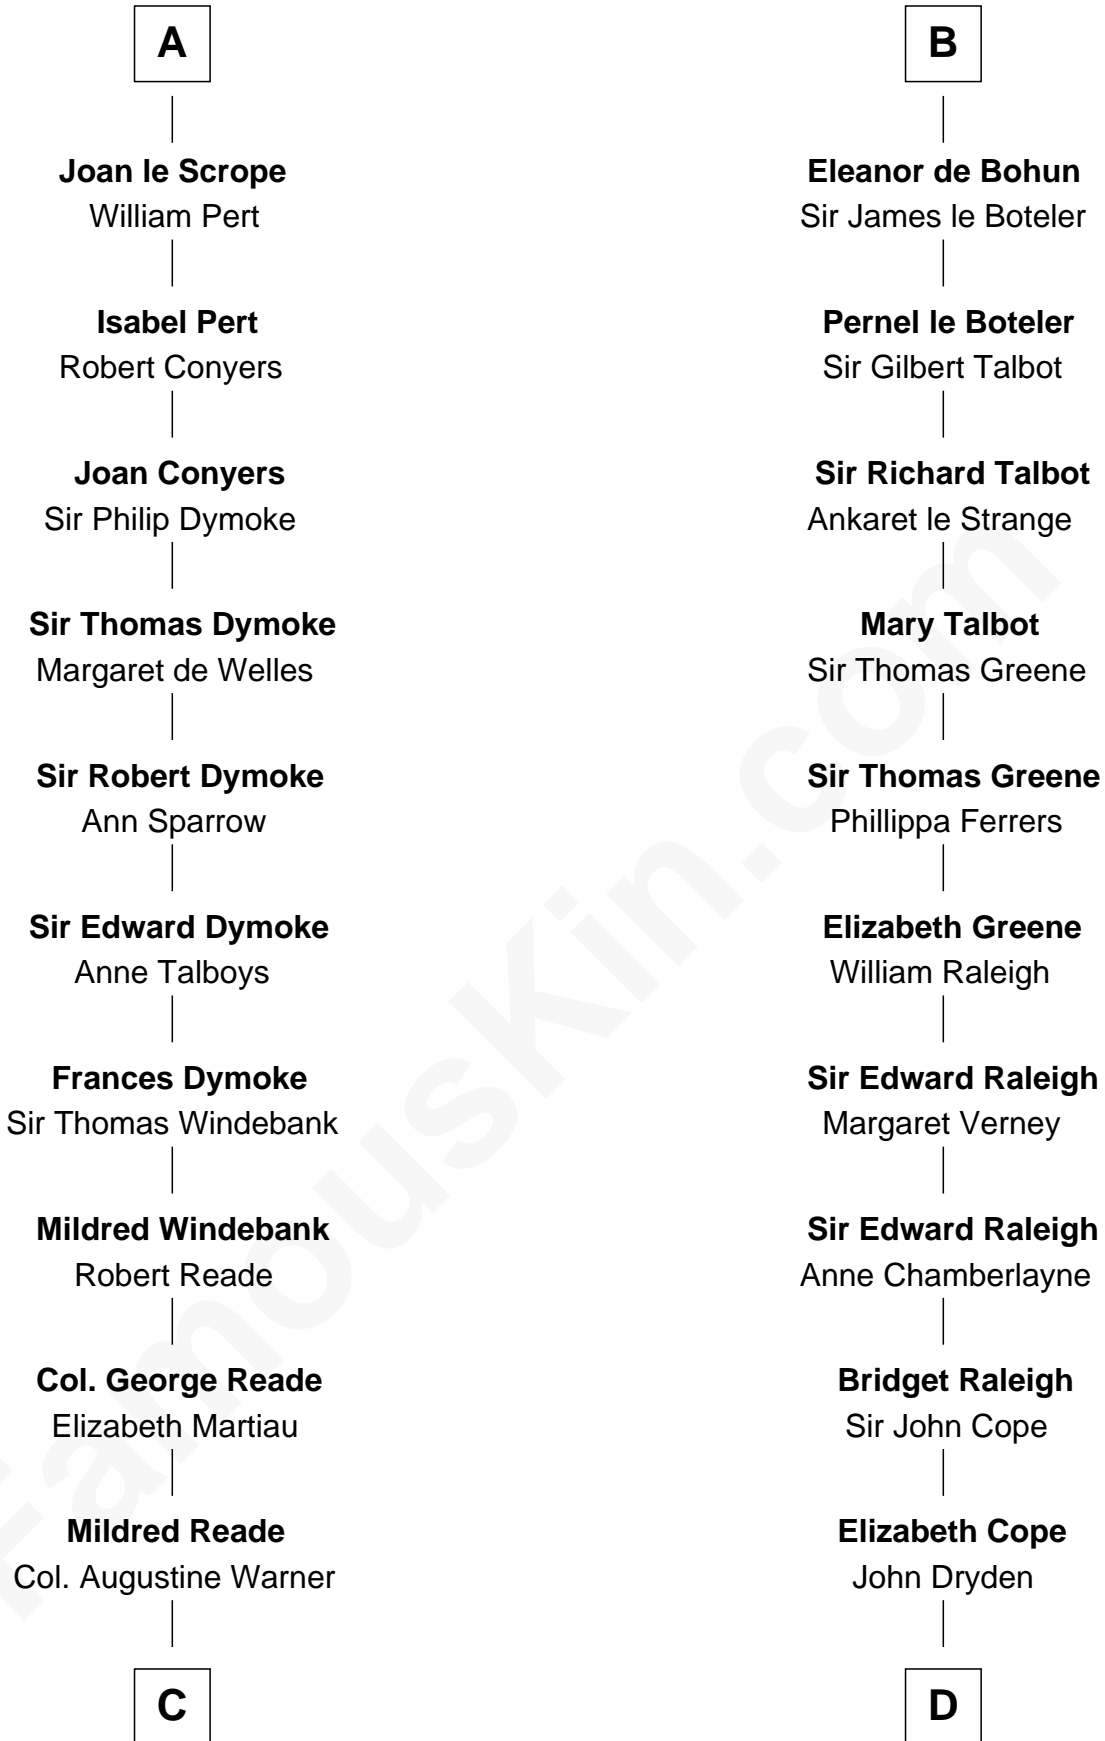 A
Joan le Scrope
William Pert
Isabel Pert
Robert Conyers
Joan Conyers
Sir Philip Dymoke
Sir Thomas Dymoke
Margaret de Welles
Sir Robert Dymoke
Ann Sparrow
Sir Edward Dymoke
Anne Talboys
Frances Dymoke
Sir Thomas Windebank
Mildred Windebank
Robert Reade
Col. George Reade
Elizabeth Martiau
Mildred Reade
Col. Augustine Warner
C
B
Eleanor de Bohun
Sir James le Boteler
Pernel le Boteler
Sir Gilbert Talbot
Sir Richard Talbot
Ankaret le Strange
Mary Talbot
Sir Thomas Greene
Sir Thomas Greene
Phillippa Ferrers
Elizabeth Greene
William Raleigh
Sir Edward Raleigh
Margaret Verney
Sir Edward Raleigh
Anne Chamberlayne
Bridget Raleigh
Sir John Cope
Elizabeth Cope
John Dryden
D
FamousKin.com